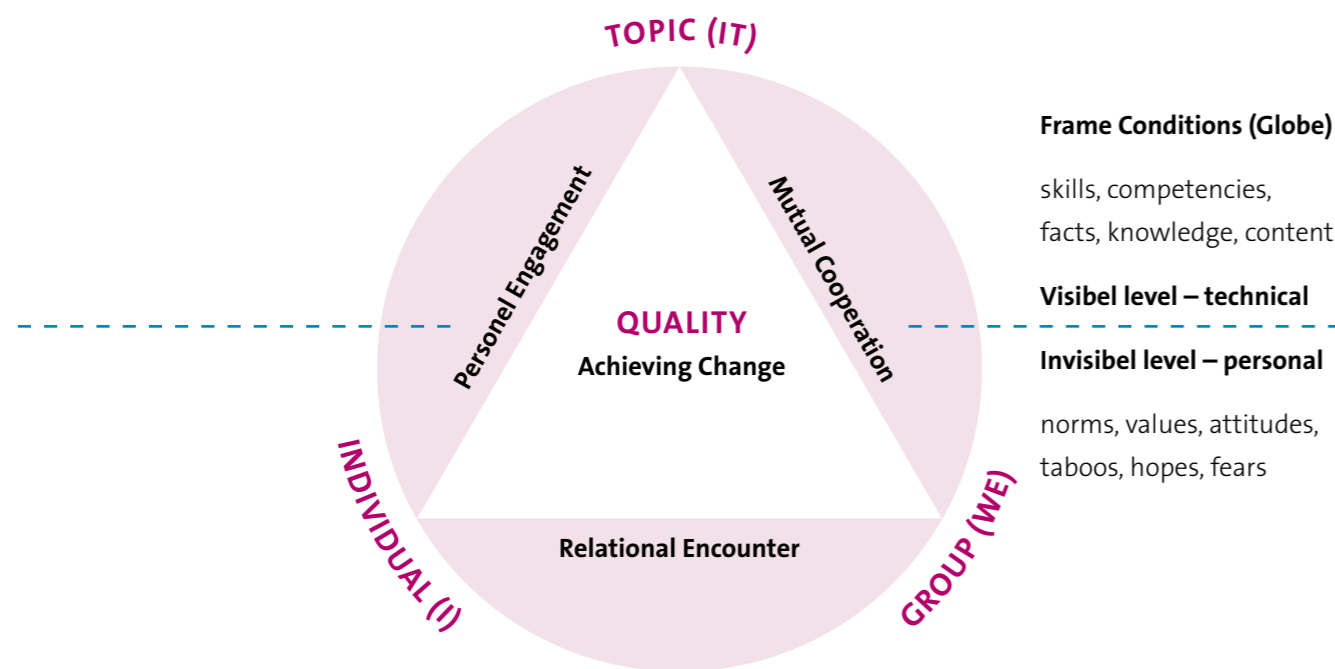 TOPIC (IT)
Frame Conditions (Globe)
skills, competencies,
facts, knowledge, content
Visibel level – technical
Personel Engagement
Mutual Cooperation
QUALITY
Achieving Change
Invisibel level – personal
norms, values, attitudes,
taboos, hopes, fears
INDIVIDUAL (I)
GROUP (WE)
Relational Encounter